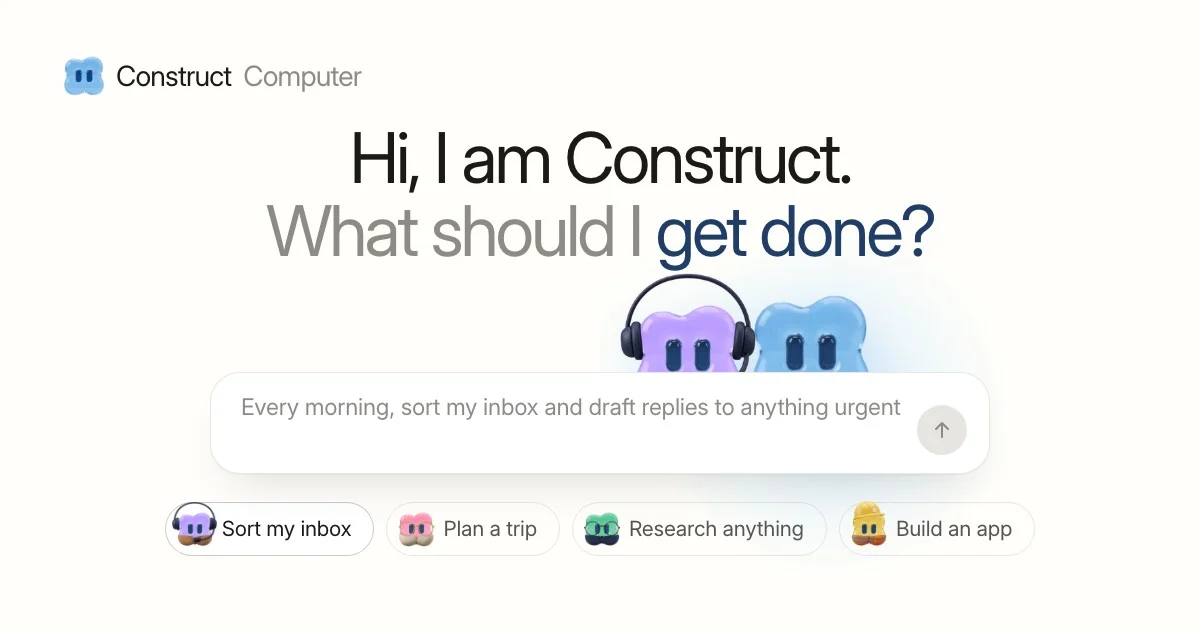 Construct Computer
Hi, I am Construct.
What should I get done?
Every morning, sort my inbox and draft replies to anything urgent
Sort my inbox
Plan a trip
Research anything
Build an app